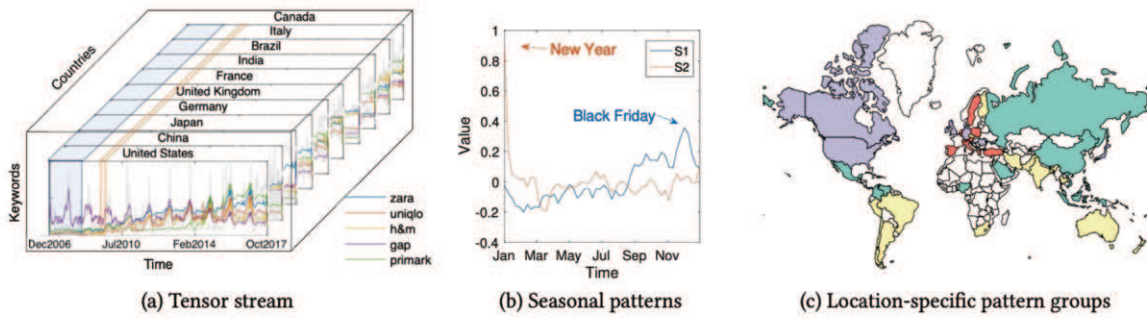 Canada
Italy
Brazil
India
France
United Kingdom
Germany
Japan
China
United States
Countries
Keywords
Dec2006 Jul2010 Feb2014 Oct2017
Time
zara
uniqlo
h&m
gap
primark
(a) Tensor stream
1
0.8
0.6
0.4
0.2
0
-0.2
-0.4
Value
New Year
S1
S2
Black Friday
Jan Mar May Jul Sep Nov
Time
(b) Seasonal patterns
(c) Location-specific pattern groups